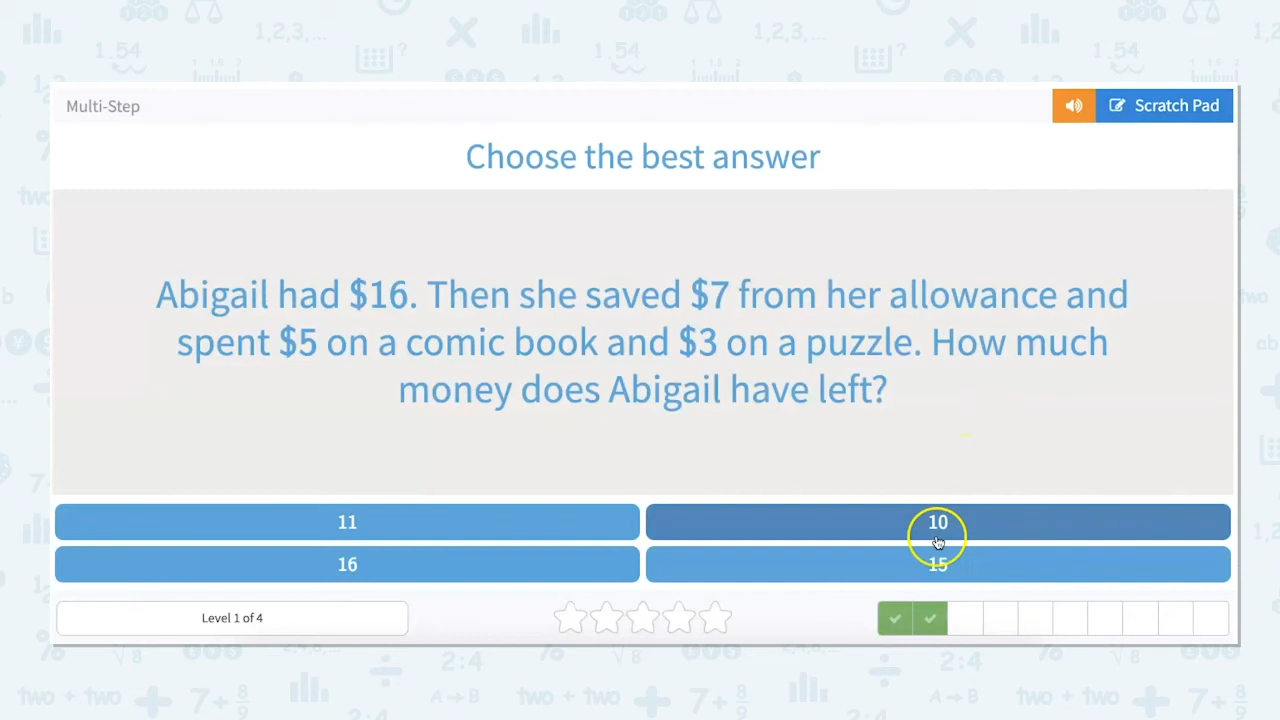 Multi-Step
Scratch Pad
Choose the best answer
Abigail had $16. Then she saved $7 from her allowance and
spent $5 on a comic book and $3 on a puzzle. How much
money does Abigail have left?
11
10
16
15
Level 1 of 4